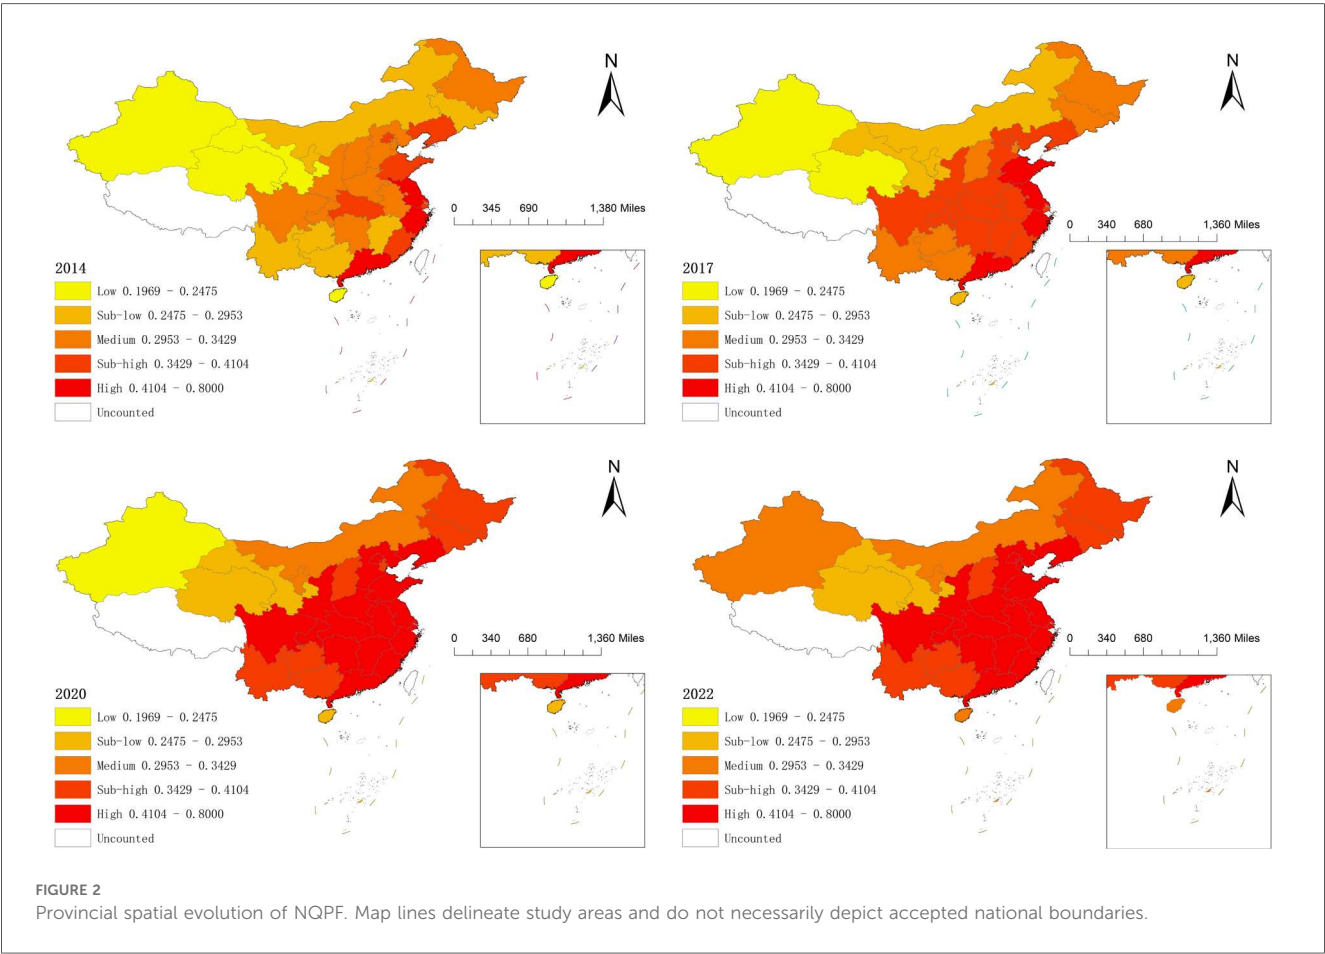 N
0 345 690 1,380 Miles
2014
Low 0.1969 - 0.2475
Sub-low 0.2475 - 0.2953
Medium 0.2953 - 0.3429
Sub-high 0.3429 - 0.4104
High 0.4104 - 0.8000
Uncounted
N
0 340 680 1,360 Miles
2017
Low 0.1969 - 0.2475
Sub-low 0.2475 - 0.2953
Medium 0.2953 - 0.3429
Sub-high 0.3429 - 0.4104
High 0.4104 - 0.8000
Uncounted
N
0 340 680 1,360 Miles
2020
Low 0.1969 - 0.2475
Sub-low 0.2475 - 0.2953
Medium 0.2953 - 0.3429
Sub-high 0.3429 - 0.4104
High 0.4104 - 0.8000
Uncounted
N
0 340 680 1,360 Miles
2022
Low 0.1969 - 0.2475
Sub-low 0.2475 - 0.2953
Medium 0.2953 - 0.3429
Sub-high 0.3429 - 0.4104
High 0.4104 - 0.8000
Uncounted
FIGURE 2
Provincial spatial evolution of NQPF. Map lines delineate study areas and do not necessarily depict accepted national boundaries.